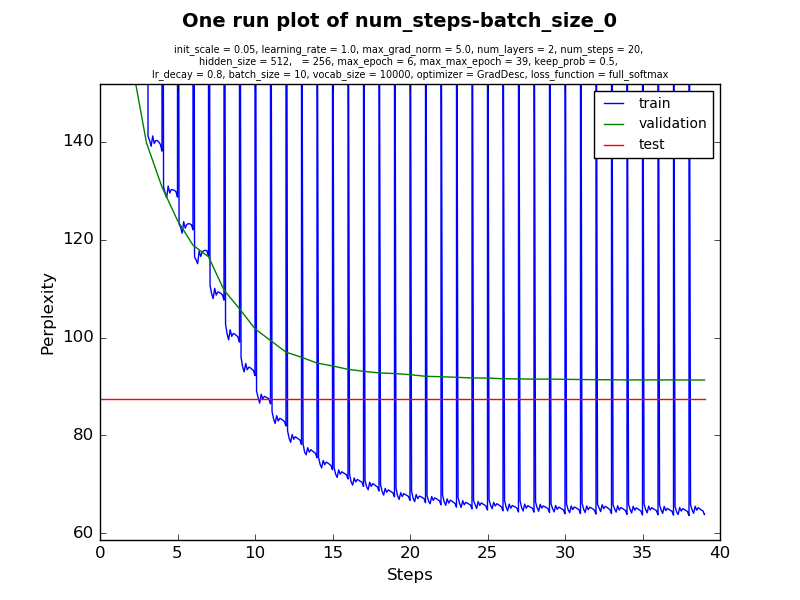 One run plot of num_steps-batch_size_0
init_scale = 0.05, learning_rate = 1.0, max_grad_norm = 5.0, num_layers = 2, num_steps = 20,
hidden_size = 512,   = 256, max_epoch = 6, max_max_epoch = 39, keep_prob = 0.5,
lr_decay = 0.8, batch_size = 10, vocab_size = 10000, optimizer = GradDesc, loss_function = full_softmax
train
validation
test
140
120
100
80
60
Perplexity
0 5 10 15 20 25 30 35 40
Steps